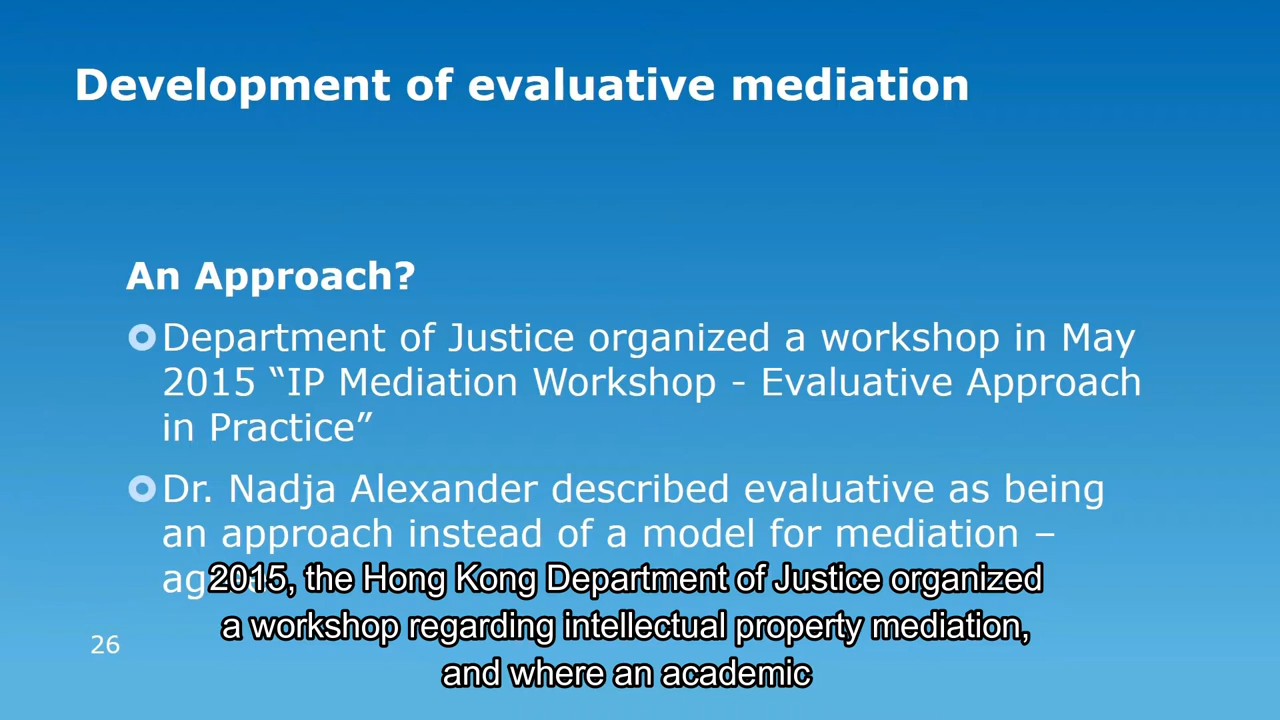 Development of evaluative mediation
An Approach?
Department of Justice organized a workshop in May
2015 “IP Mediation Workshop - Evaluative Approach
in Practice”
Dr. Nadja Alexander described evaluative as being
an approach instead of a model for mediation –
2015, the Hong Kong Department of Justice organized
a workshop regarding intellectual property mediation,
and where an academic
26